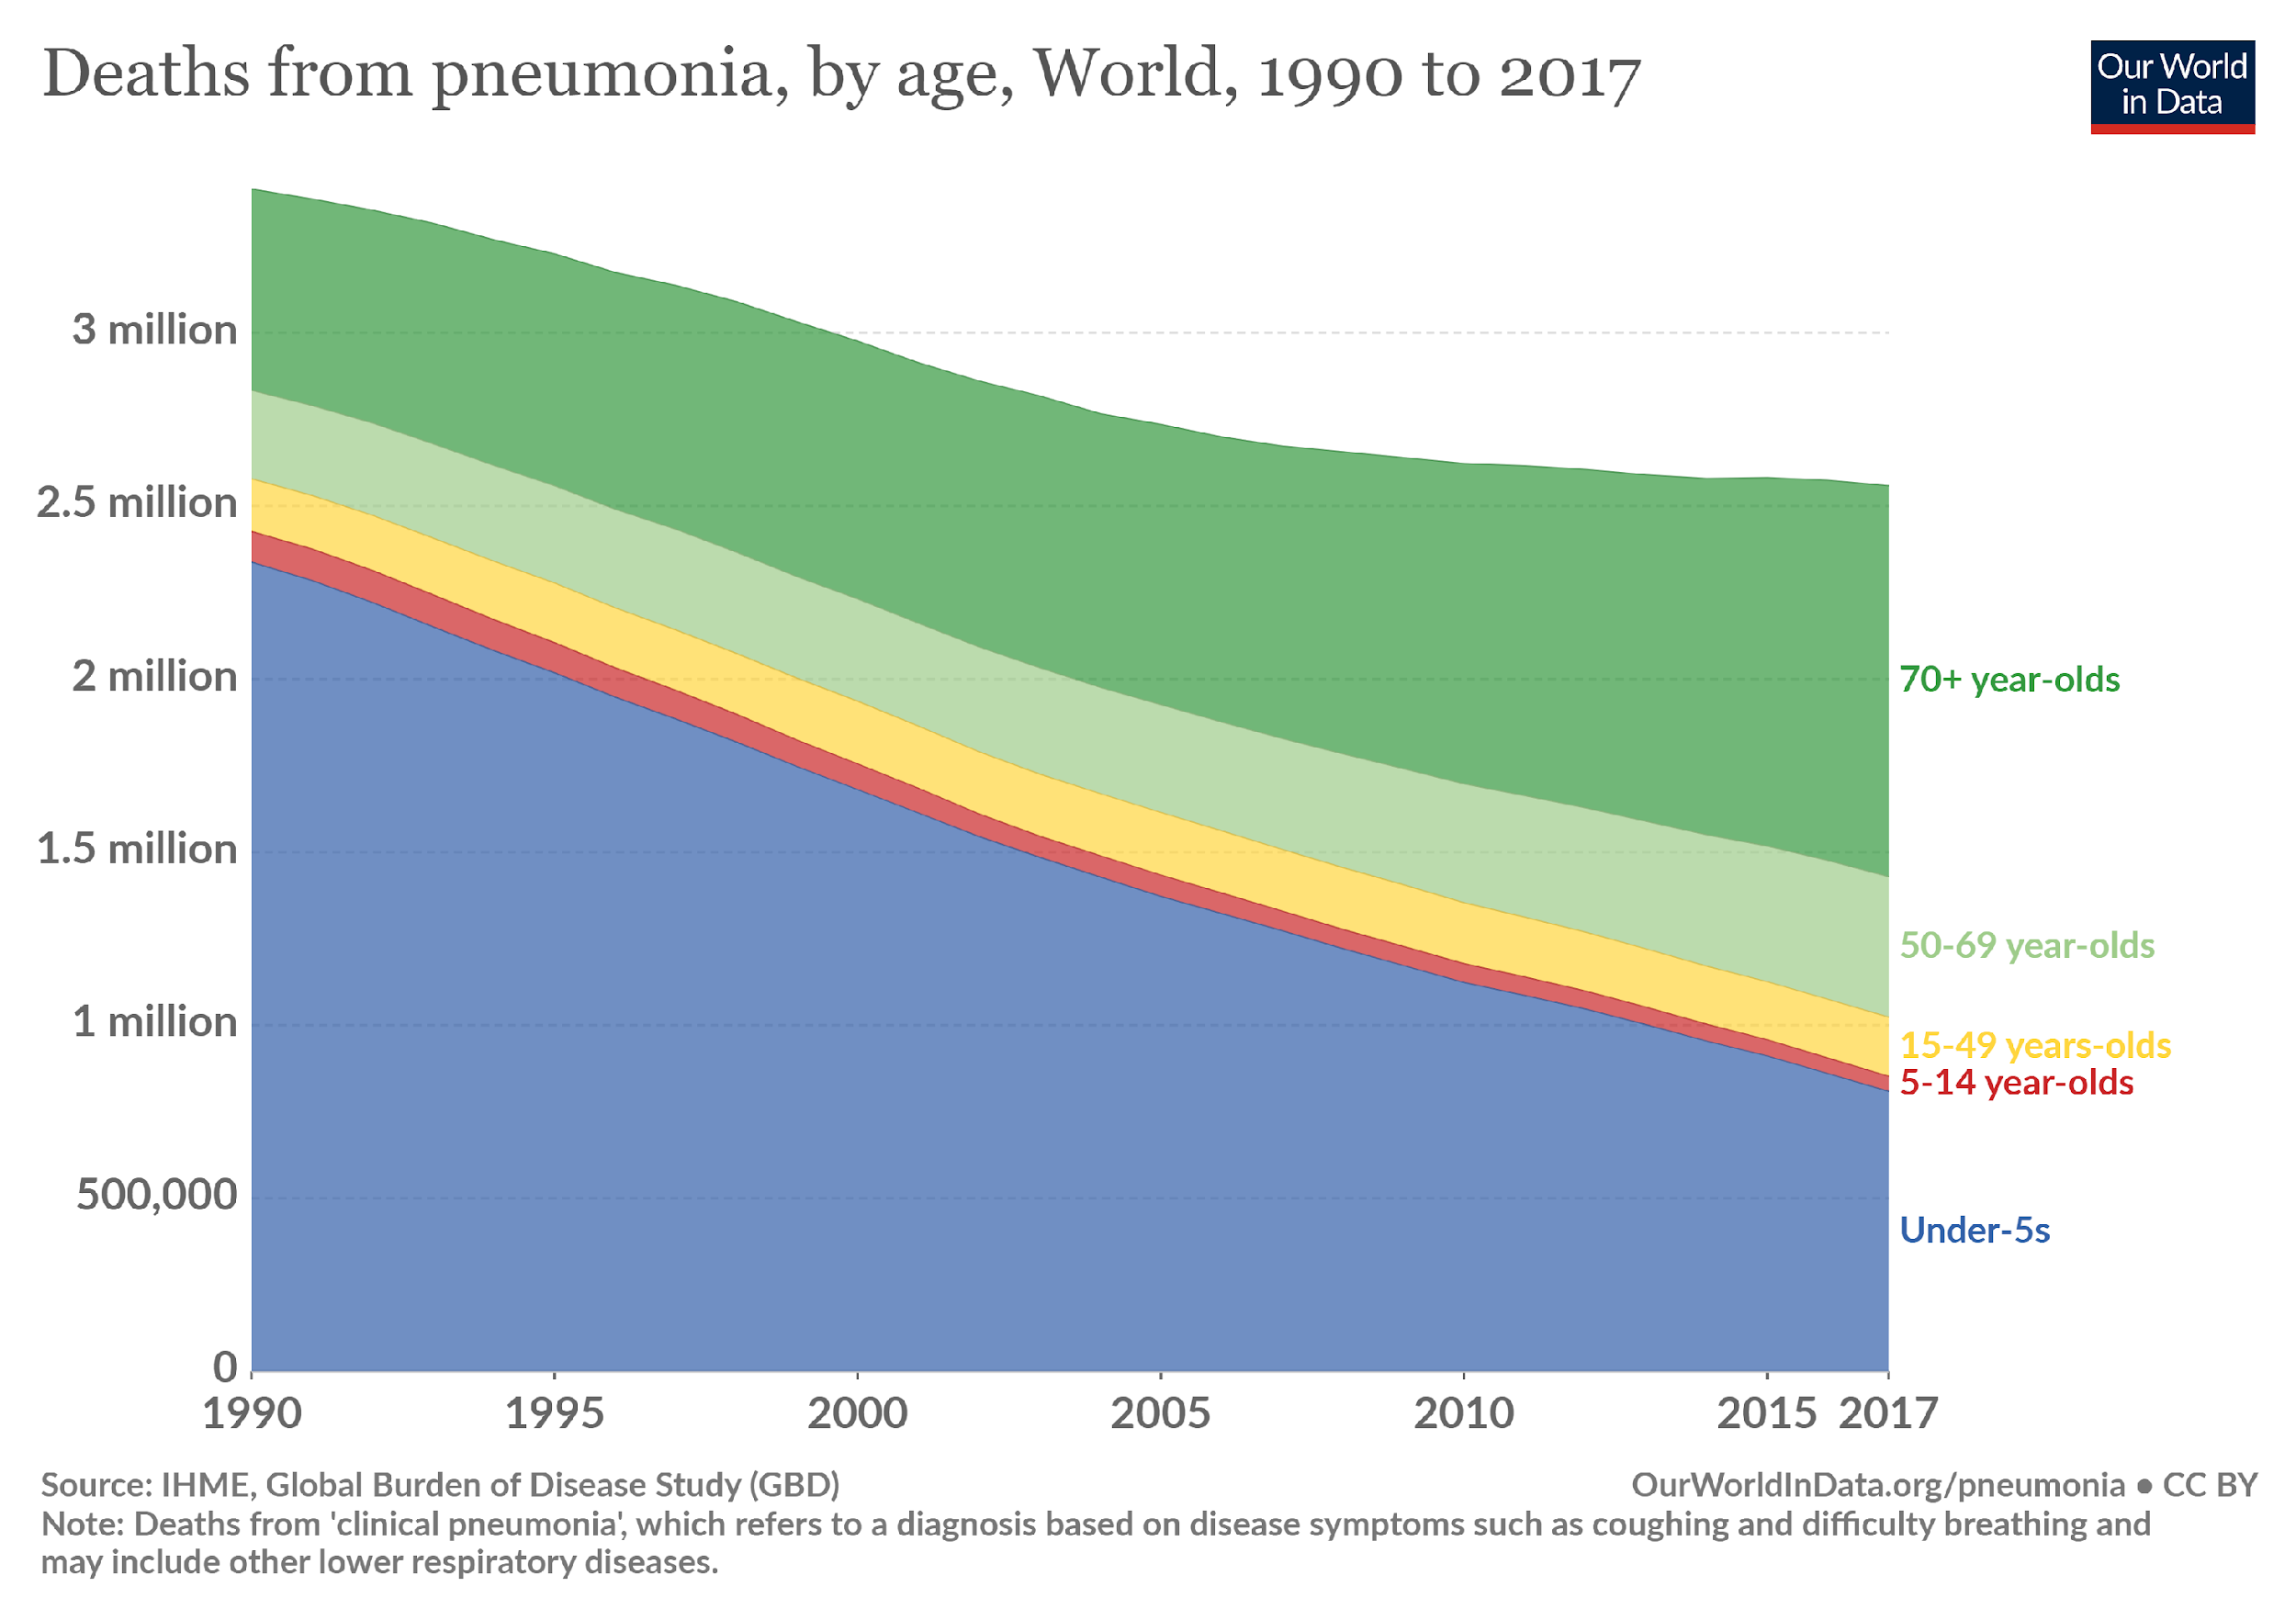 Deaths from pneumonia, by age, World, 1990 to 2017
Our World
in Data
3 million
2.5 million
2 million
1.5 million
1 million
500,000
0
70+ year-olds
50-69 year-olds
15-49 years-olds
5-14 year-olds
Under-5s
1990 1995 2000 2005 2010 2015 2017
Source: IHME, Global Burden of Disease Study (GBD)
OurWorldInData.org/pneumonia • CC BY
Note: Deaths from 'clinical pneumonia', which refers to a diagnosis based on disease symptoms such as coughing and difficulty breathing and
may include other lower respiratory diseases.